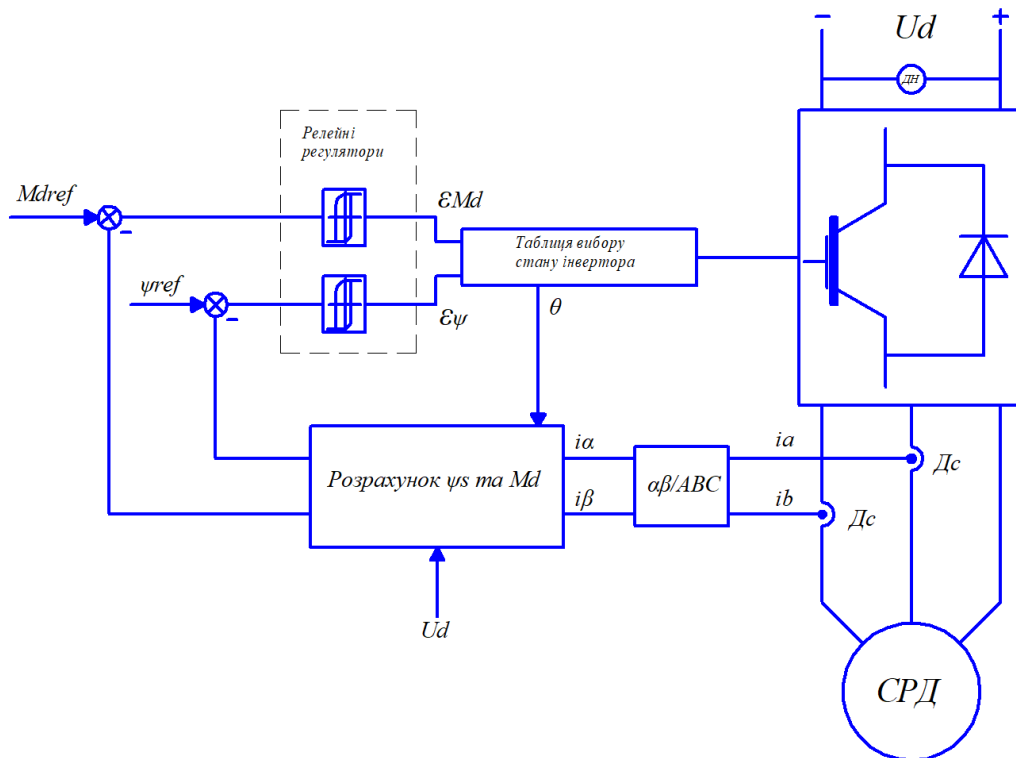 - +
Ud
ДН
Релейні
регулятори
Mdref
-
εMd
Таблиця вибору
стану інвертора
ψref
-
εψ
θ
Розрахунок ψs та Md
iα
iβ
αβ/ABC
ia
ib
Дс
Дс
Ud
СРД